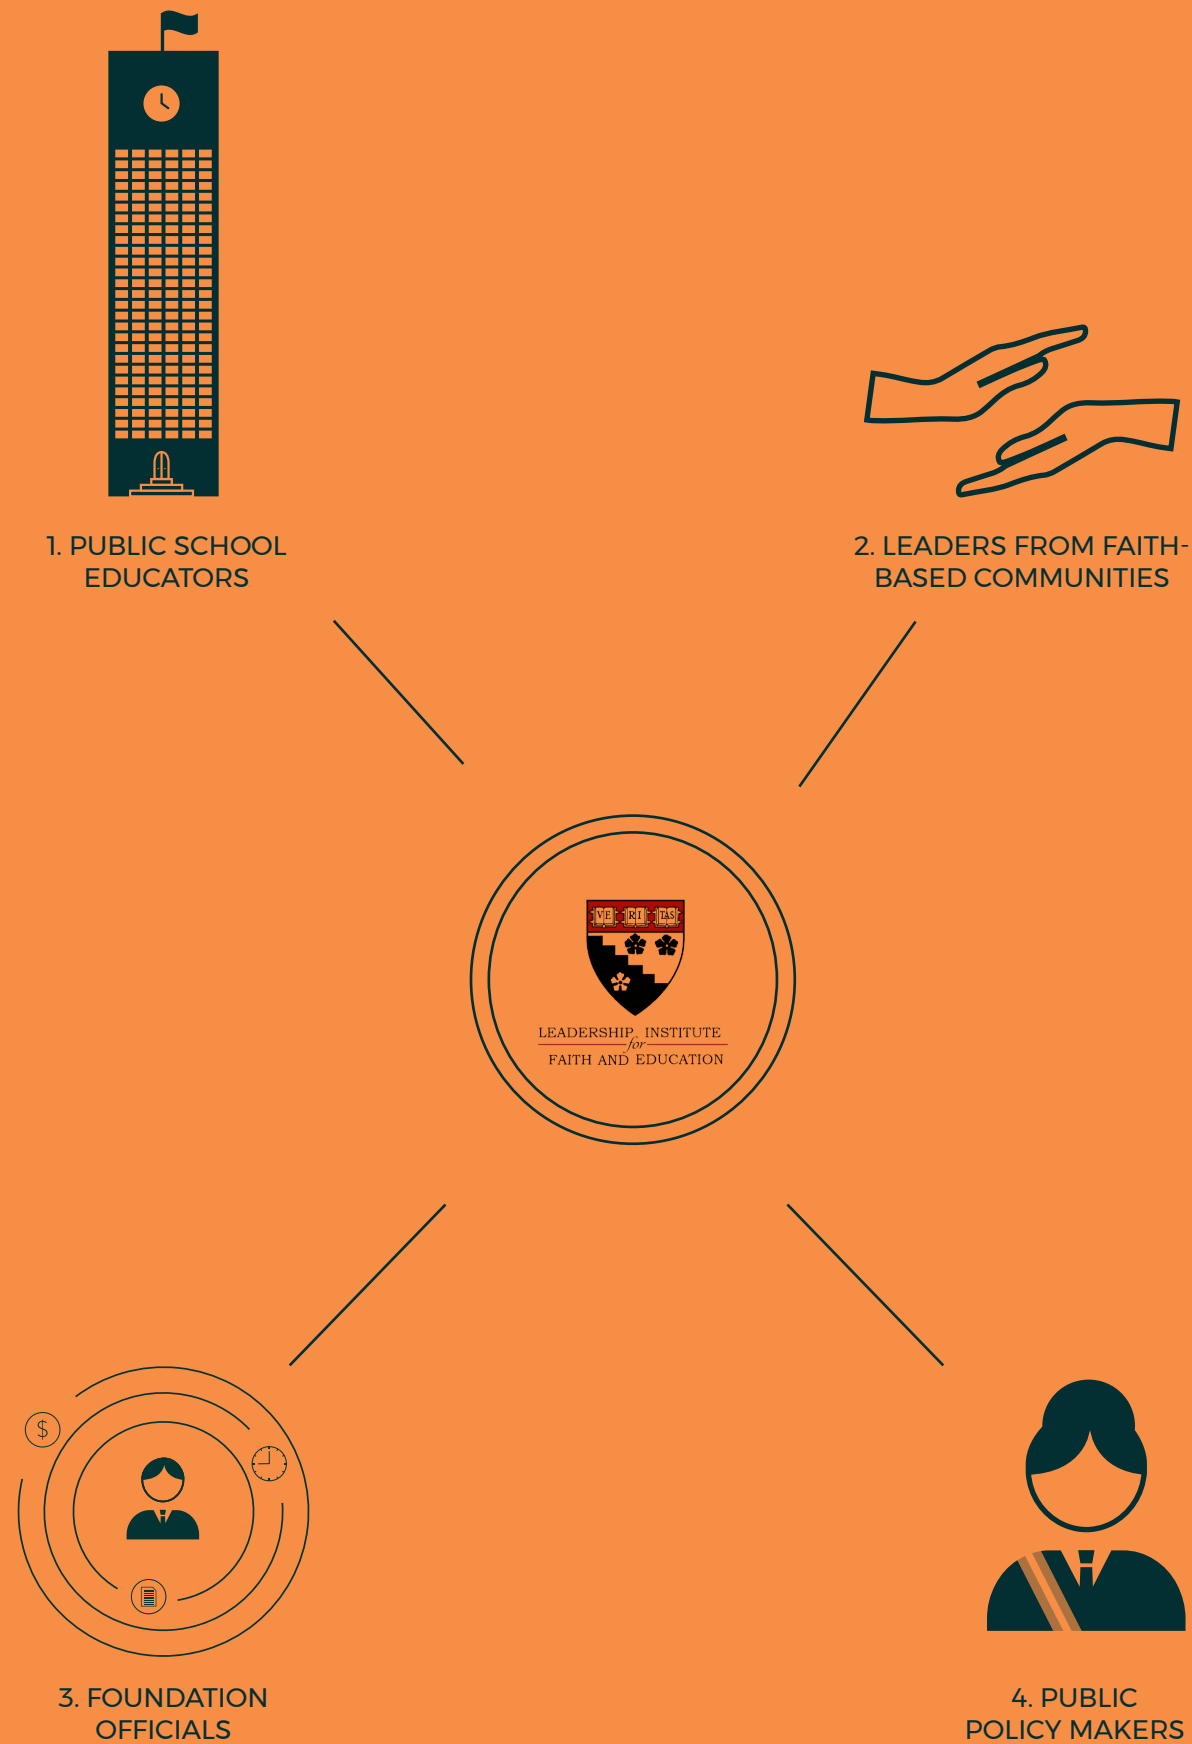 1. PUBLIC SCHOOL
EDUCATORS
2. LEADERS FROM FAITH-
BASED COMMUNITIES
VE RI TAS
LEADERSHIP INSTITUTE
for
FAITH AND EDUCATION
$
3. FOUNDATION
OFFICIALS
4. PUBLIC
POLICY MAKERS